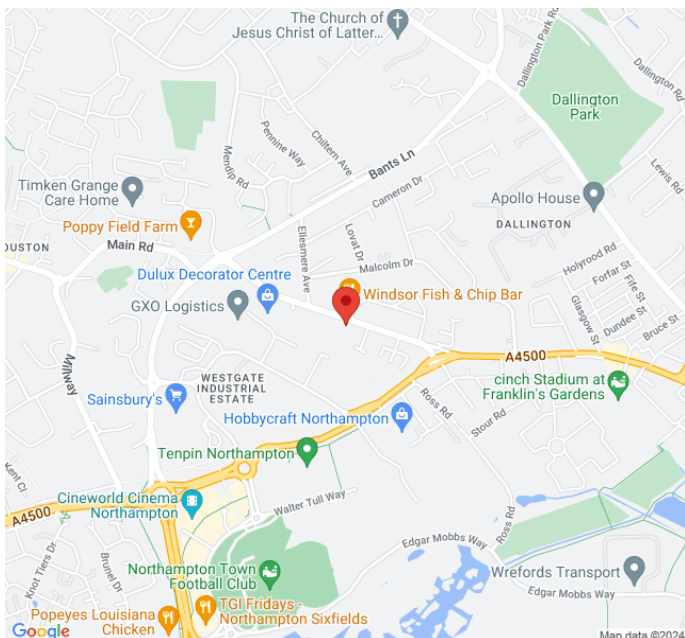 The Church of
Jesus Christ of Latter...
Dallington Park Rd
Dallington
Park
Dallington Rd
Chiltern Ave
Pennine Way
Mendip Rd
Bants Ln
Lewis Rd
Timken Grange
Care Home
Cameron Dr
Apollo House
Poppy Field Farm
Ellesmere Ave
Lovat Dr
DALLINGTON
OUSTON
Main Rd
Malcolm Dr
Holyrood Rd
Forfar St
Fife St
Dulux Decorator Centre
Windsor Fish & Chip Bar
GXO Logistics
Glasgow St
Dundee St
Bruce St
Millway
A4500
WESTGATE
INDUSTRIAL
ESTATE
cinch Stadium at
Franklin's Gardens
Sainsbury's
Ross Rd
Hobbycraft Northampton
Stour Rd
Tenpin Northampton
Kent Cl
Cineworld Cinema
Northampton
Walter Tull Way
A4500
Ross Rd
Edgar Mobbs Way
Knot Tiers Dr
Brunel Dr
Northampton Town
Football Club
Wrefords Transport
Edgar Mobbs Way
TGI Fridays -
Northampton Sixfields
Popeyes Louisiana
Chicken
Google
Map data ©202